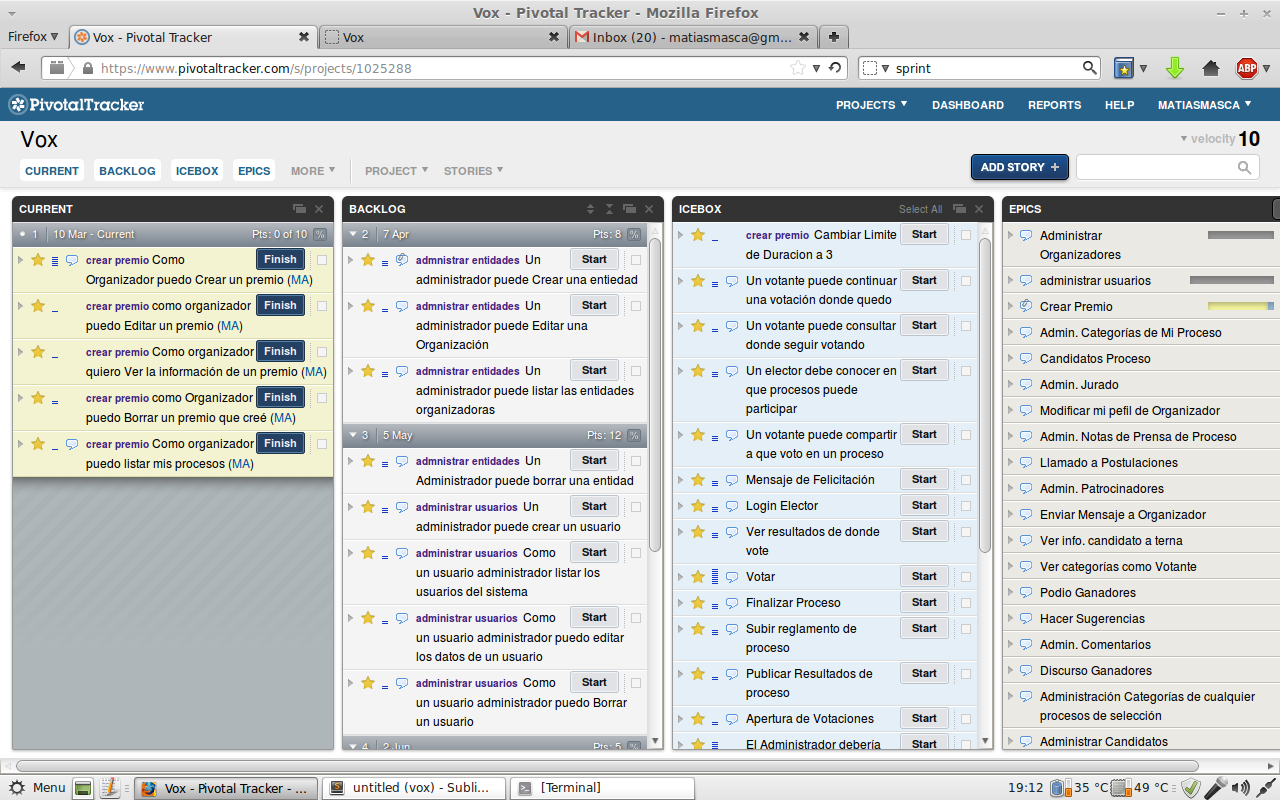 Vox - Pivotal Tracker - Mozilla Firefox
Firefox
Vox - Pivotal Tracker
Vox
Inbox (20) - matiasmasca@gm...
https://www.pivotaltracker.com/s/projects/1025288
sprint
ABP
PivotalTracker
PROJECTS
DASHBOARD
REPORTS
HELP
MATIASMASCA
Vox
velocity 10
CURRENT
BACKLOG
ICEBOX
EPICS
MORE
PROJECT
STORIES
ADD STORY +
CURRENT
1 10 Mar - Current Pts: 0 of 10 %
crear premio Como Finish
Organizador puedo Crear un premio (MA)
crear premio como organizador Finish
puedo Editar un premio (MA)
crear premio Como organizador Finish
quiero Ver la información de un premio (MA)
crear premio como Organizador Finish
puedo Borrar un premio que creé (MA)
crear premio Como organizador Finish
puedo listar mis procesos (MA)
BACKLOG
2 7 Apr Pts: 8 %
admnistrar entidades Un Start
administrador puede Crear una entiedad
admnistrar entidades Un Start
administrador puede Editar una
Organización
admnistrar entidades Un Start
administrador puede listar las entidades
organizadoras
3 5 May Pts: 12 %
admnistrar entidades Un Start
Administrador puede borrar una entidad
administrar usuarios Un Start
administrador puede crear un usuario
administrar usuarios Como Start
un usuario administrador listar los
usuarios del sistema
administrar usuarios Como Start
un usuario administrador puedo editar
los datos de un usuario
administrar usuarios Como Start
un usuario administrador puedo Borrar
un usuario
4 2 Jun Pts: 5 %
ICEBOX Select All
crear premio Cambiar Limite Start
de Duracion a 3
Un votante puede continuar Start
una votación donde quedo
Un votante puede consultar Start
donde seguir votando
Un elector debe conocer en Start
que procesos puede
participar
Un votante puede compartir Start
a que voto en un proceso
Mensaje de Felicitación Start
Login Elector Start
Ver resultados de donde Start
vote
Votar Start
Finalizar Proceso Start
Subir reglamento de Start
proceso
Publicar Resultados de Start
proceso
Apertura de Votaciones Start
El Administrador debería Start
EPICS
Administrar
Organizadores
administrar usuarios
Crear Premio
Admin. Categorías de Mi Proceso
Candidatos Proceso
Admin. Jurado
Modificar mi pefil de Organizador
Admin. Notas de Prensa de Proceso
Llamado a Postulaciones
Admin. Patrocinadores
Enviar Mensaje a Organizador
Ver info. candidato a terna
Ver categorías como Votante
Podio Ganadores
Hacer Sugerencias
Admin. Comentarios
Discurso Ganadores
Administración Categorías de cualquier
procesos de selección
Administrar Candidatos
Menu
Vox - Pivotal Tracker - ...
untitled (vox) - Subli...
[Terminal]
19:12
35 °C
49 °C